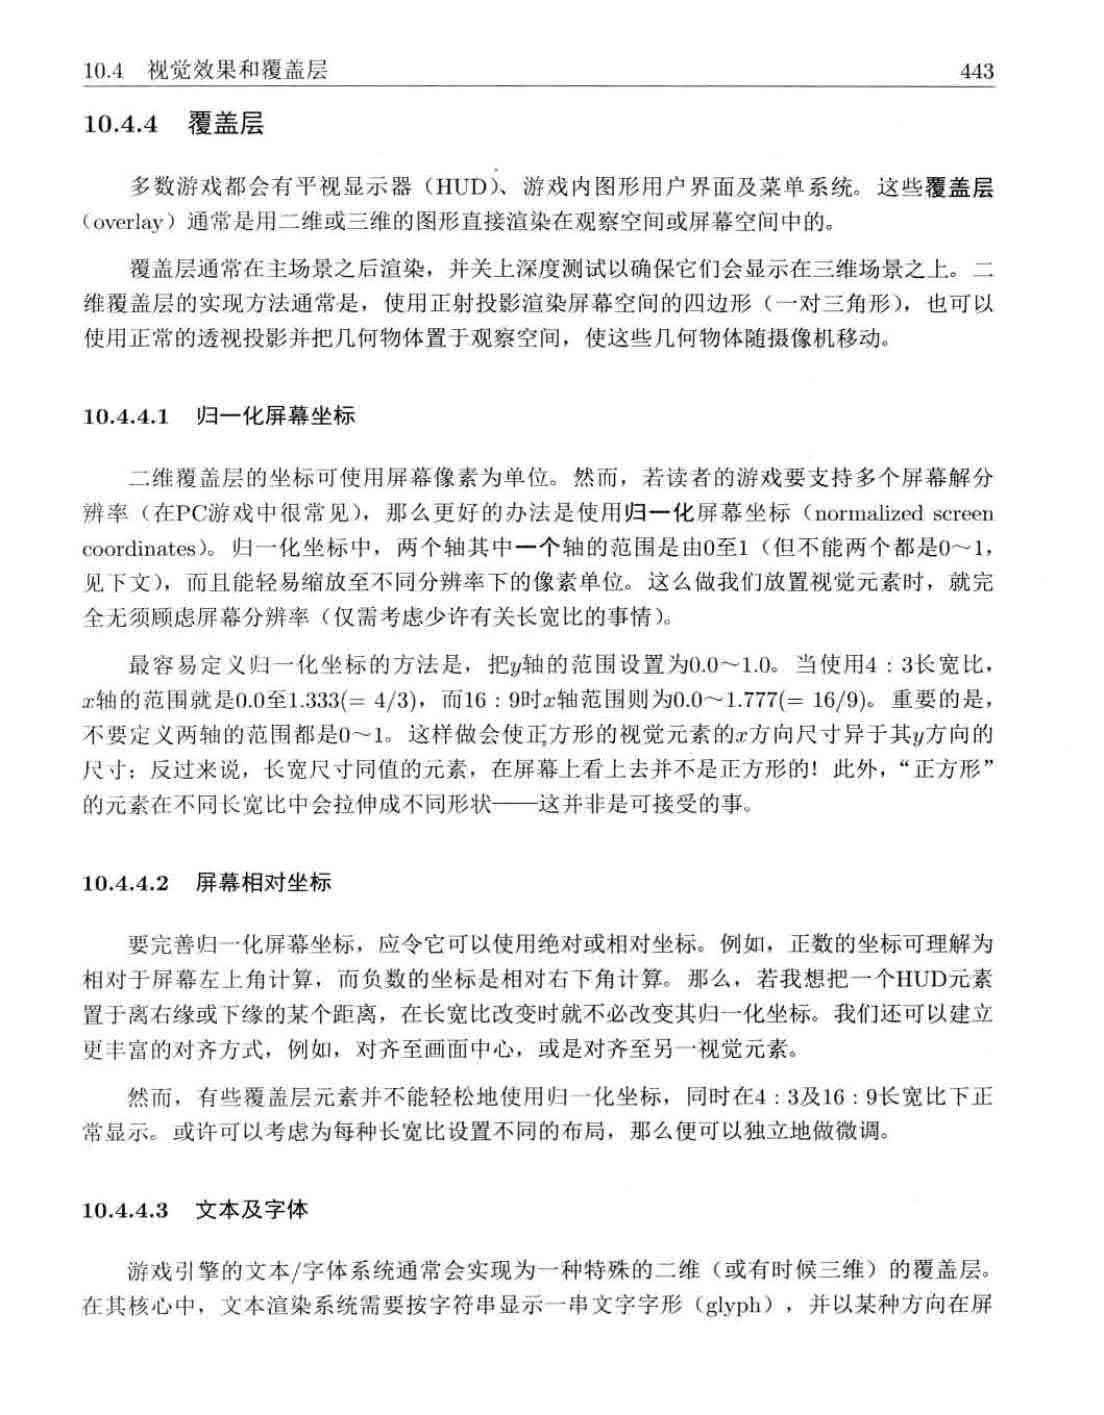 10.4 视觉效果和覆盖层 443
10.4.4 覆盖层
多数游戏都会有平视显示器（HUD）、游戏内图形用户界面及菜单系统。这些覆盖层
（overlay）通常是用二维或三维的图形直接渲染在观察空间或屏幕空间中的。
覆盖层通常在主场景之后渲染，并关上深度测试以确保它们会显示在三维场景之上。二
维覆盖层的实现方法通常是，使用正射投影渲染屏幕空间的四边形（一对三角形），也可以
使用正常的透视投影并把几何物体置于观察空间，使这些几何物体随摄像机移动。
10.4.4.1 归一化屏幕坐标
二维覆盖层的坐标可使用屏幕像素为单位。然而，若读者的游戏要支持多个屏幕解分
辨率（在PC游戏中很常见），那么更好的办法是使用归一化屏幕坐标（normalized screen
coordinates）。归一化坐标中，两个轴其中一个轴的范围是由0至1（但不能两个都是0～1，
见下文），而且能轻易缩放至不同分辨率下的像素单位。这么做我们放置视觉元素时，就完
全无须顾虑屏幕分辨率（仅需考虑少许有关长宽比的事情）。
最容易定义归一化坐标的方法是，把y轴的范围设置为0.0～1.0。当使用4：3长宽比，
x轴的范围就是0.0至1.333(= 4/3)，而16：9时x轴范围则为0.0～1.777(= 16/9)。重要的是，
不要定义两轴的范围都是0～1。这样做会使正方形的视觉元素的x方向尺寸异于其y方向的
尺寸；反过来说，长宽尺寸同值的元素，在屏幕上看上去并不是正方形的！此外，“正方形”
的元素在不同长宽比中会拉伸成不同形状——这并非是可接受的事。
10.4.4.2 屏幕相对坐标
要完善归一化屏幕坐标，应令它可以使用绝对或相对坐标。例如，正数的坐标可理解为
相对于屏幕左上角计算，而负数的坐标是相对右下角计算。那么，若我想把一个HUD元素
置于离右缘或下缘的某个距离，在长宽比改变时就不必改变其归一化坐标。我们还可以建立
更丰富的对齐方式，例如，对齐至画面中心，或是对齐至另一视觉元素。
然而，有些覆盖层元素并不能轻松地使用归一化坐标，同时在4：3及16：9长宽比下正
常显示。或许可以考虑为每种长宽比设置不同的布局，那么便可以独立地做微调。
10.4.4.3 文本及字体
游戏引擎的文本/字体系统通常会实现为一种特殊的二维（或有时候三维）的覆盖层。
在其核心中，文本渲染系统需要按字符串显示一串文字字形（glyph），并以某种方向在屏